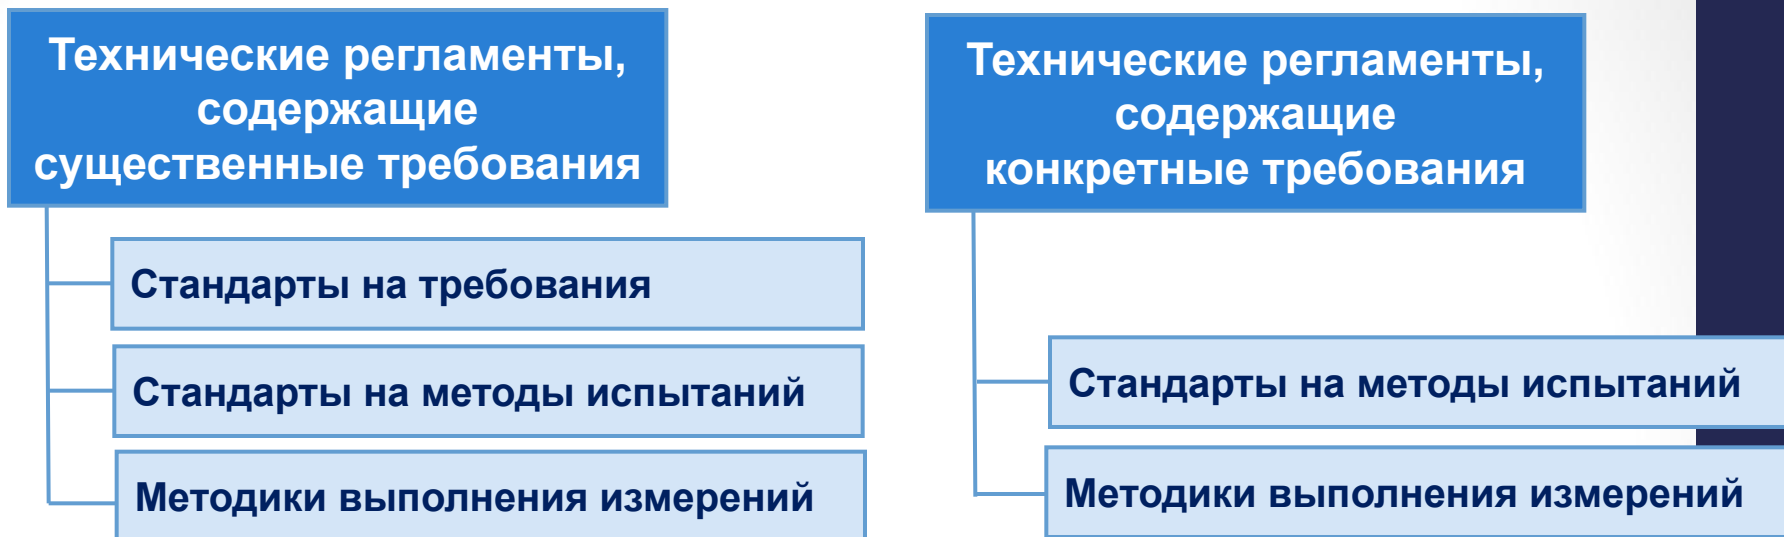 Технические регламенты,
содержащие
существенные требования
Стандарты на требования
Стандарты на методы испытаний
Методики выполнения измерений
Технические регламенты,
содержащие
конкретные требования
Стандарты на методы испытаний
Методики выполнения измерений